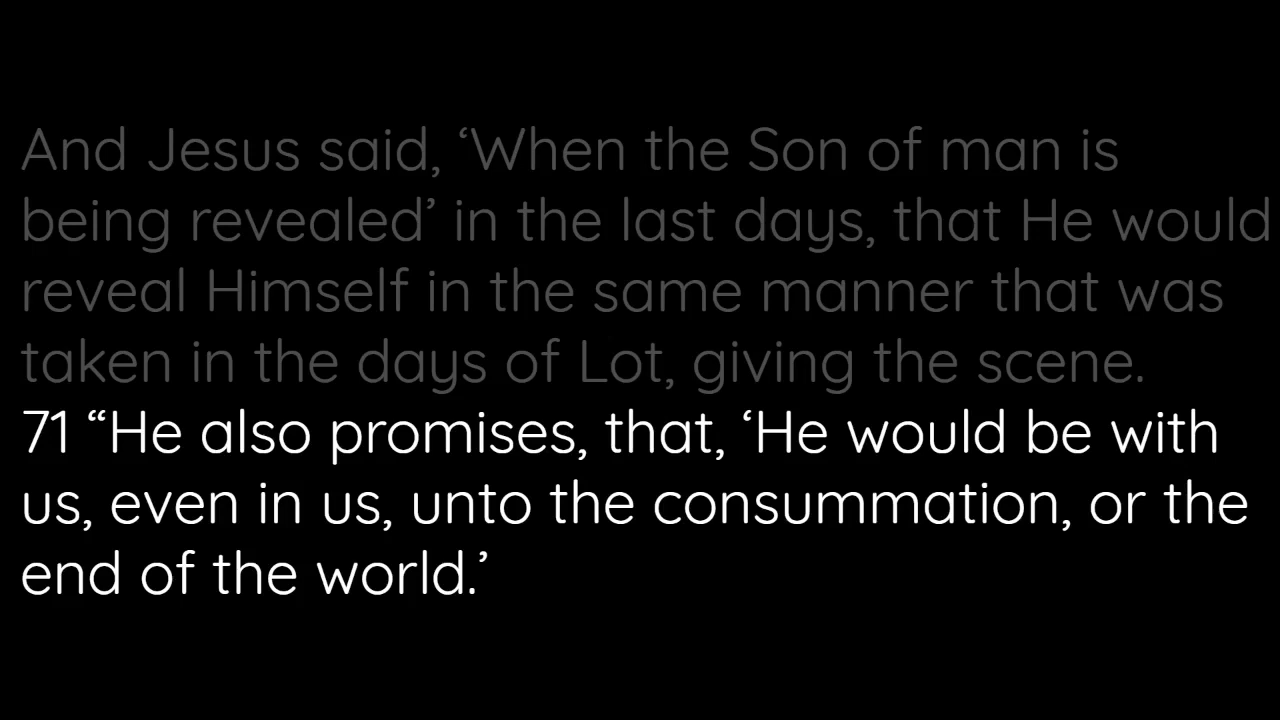 And Jesus said, ‘When the Son of man is
being revealed’ in the last days, that He would
reveal Himself in the same manner that was
taken in the days of Lot, giving the scene.
71 “He also promises, that, ‘He would be with
us, even in us, unto the consummation, or the
end of the world.’